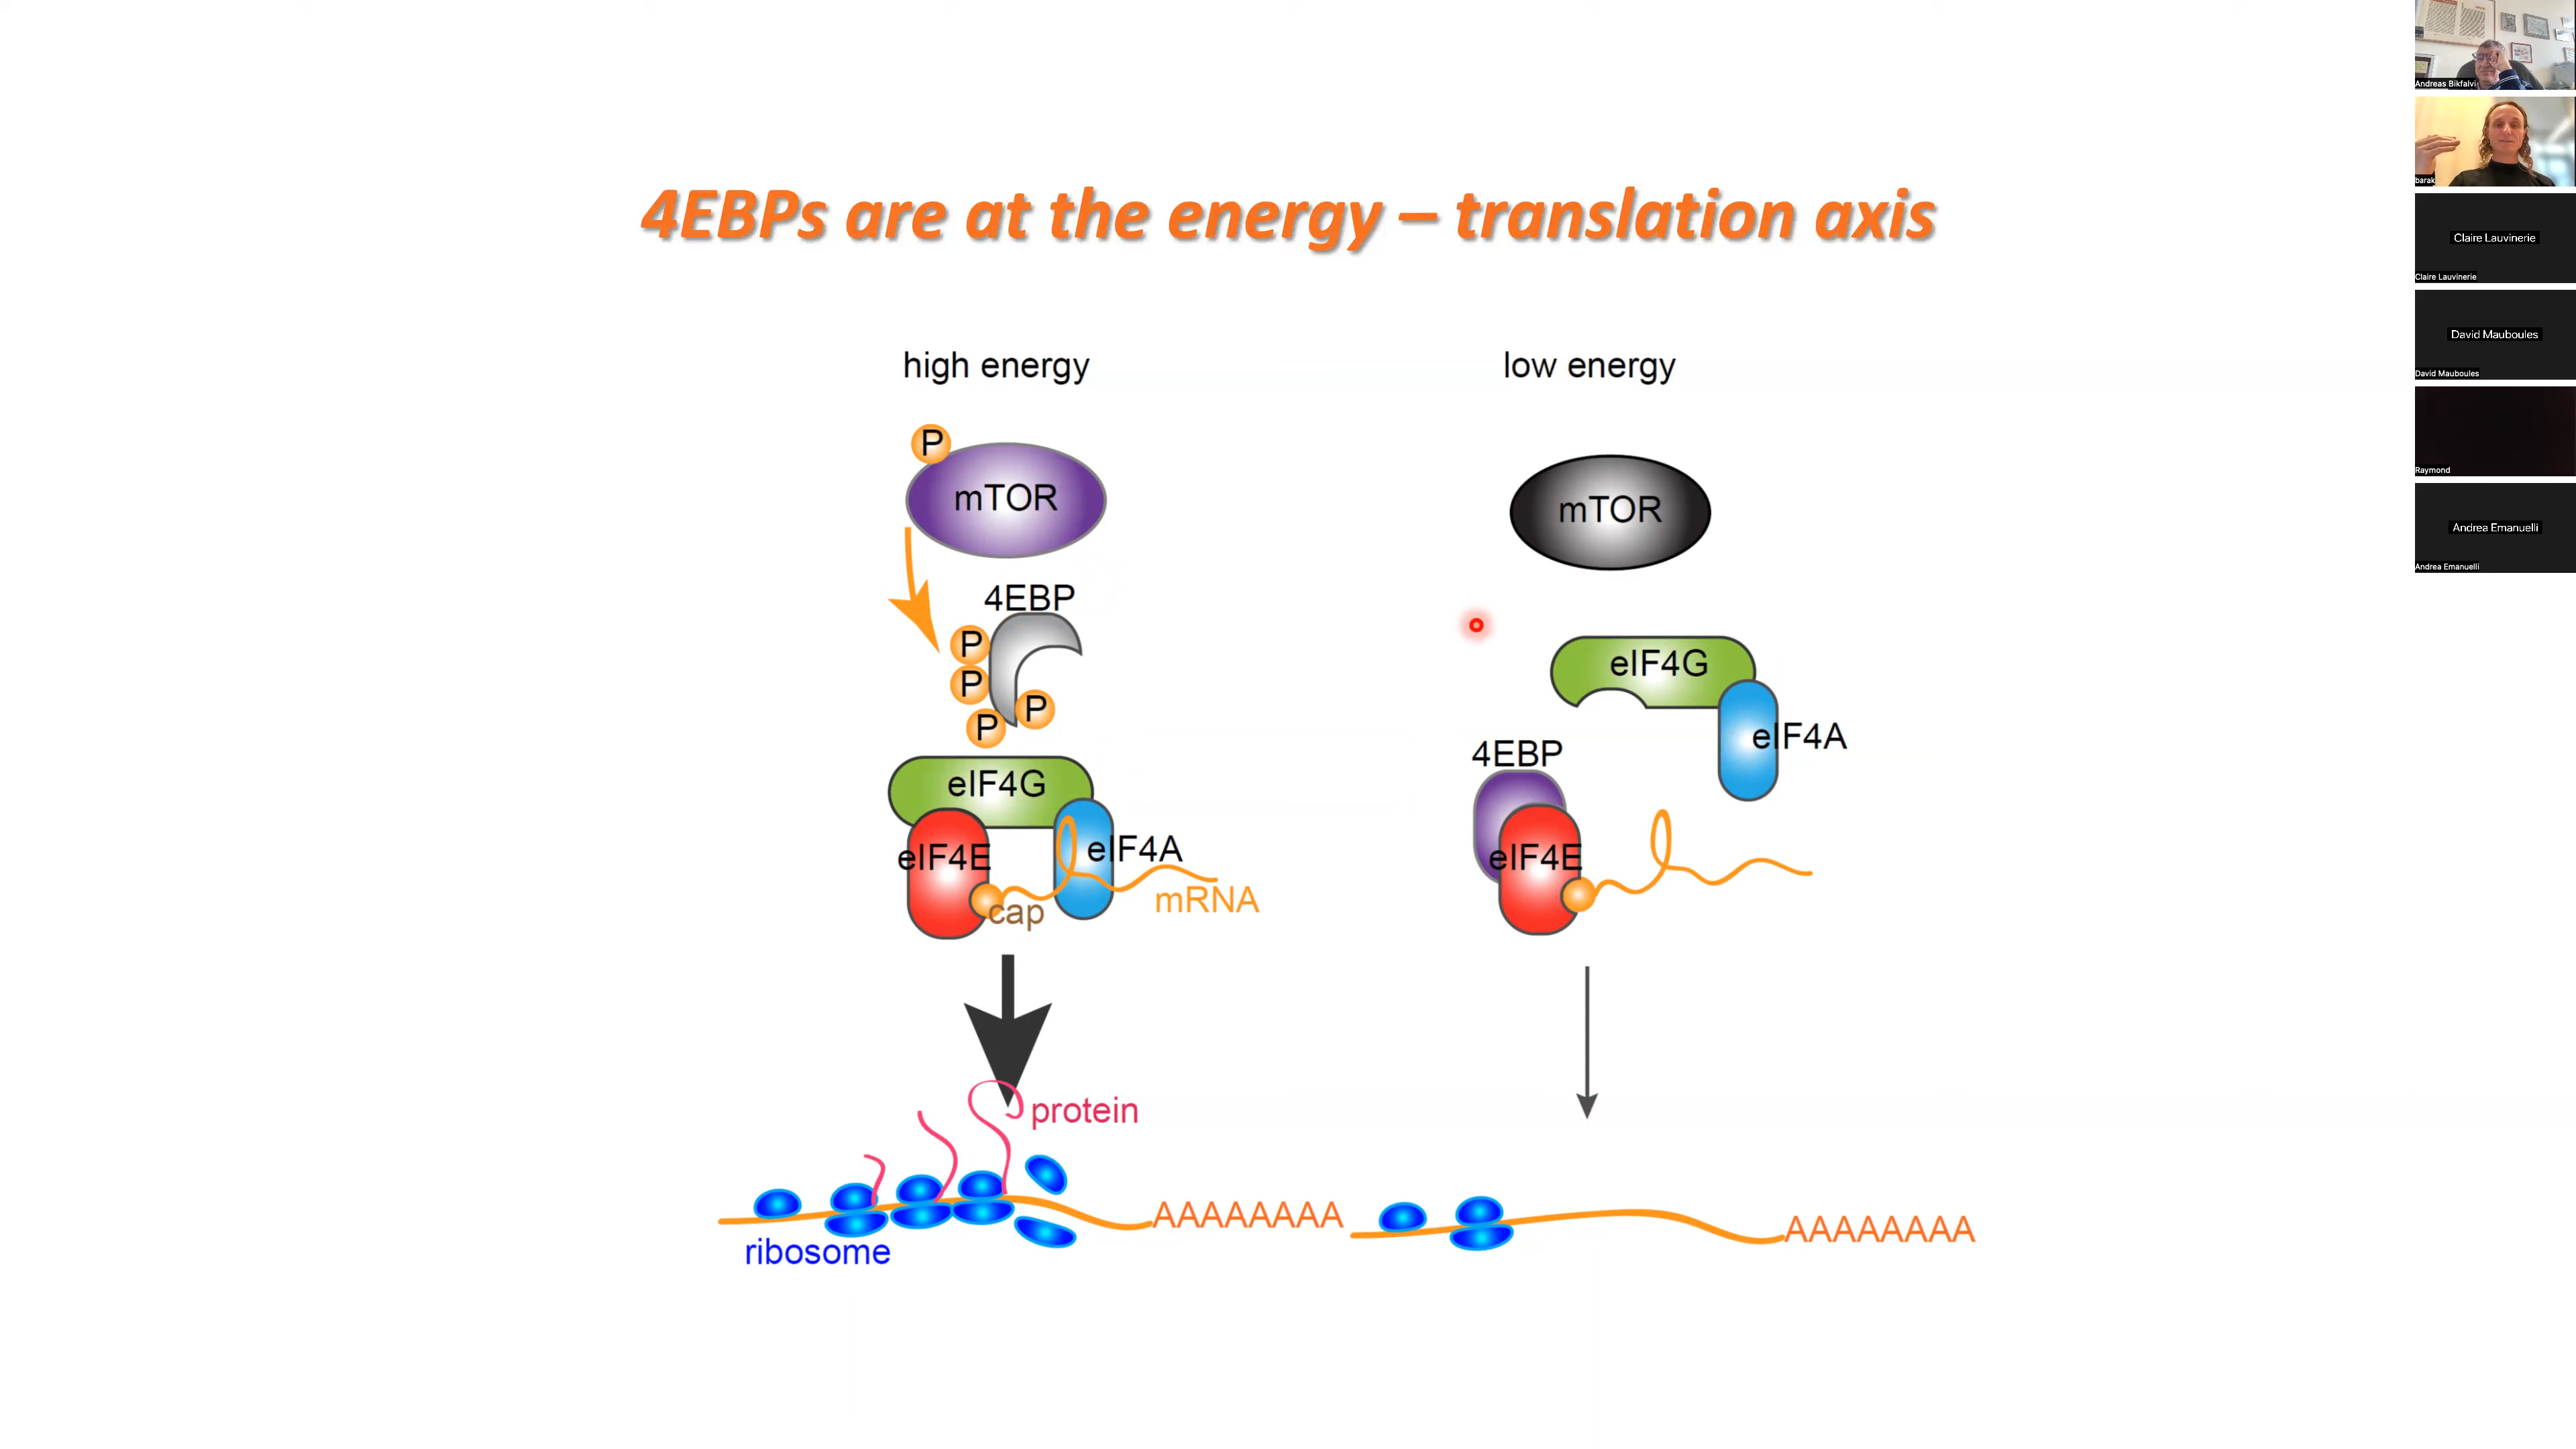 4EBPs are at the energy – translation axis
high energy
low energy
P
mTOR
mTOR
4EBP
P
P
P
P
eIF4G
eIF4A
4EBP
eIF4G
eIF4E
eIF4A
cap
mRNA
eIF4E
protein
AAAAAAAA
ribosome
AAAAAAAA
Andreas Bikfalvi
barak
Claire Lauvinerie
Claire Lauvinerie
David Mauboules
David Mauboules
Raymond
Andrea Emanuelli
Andrea Emanuelli